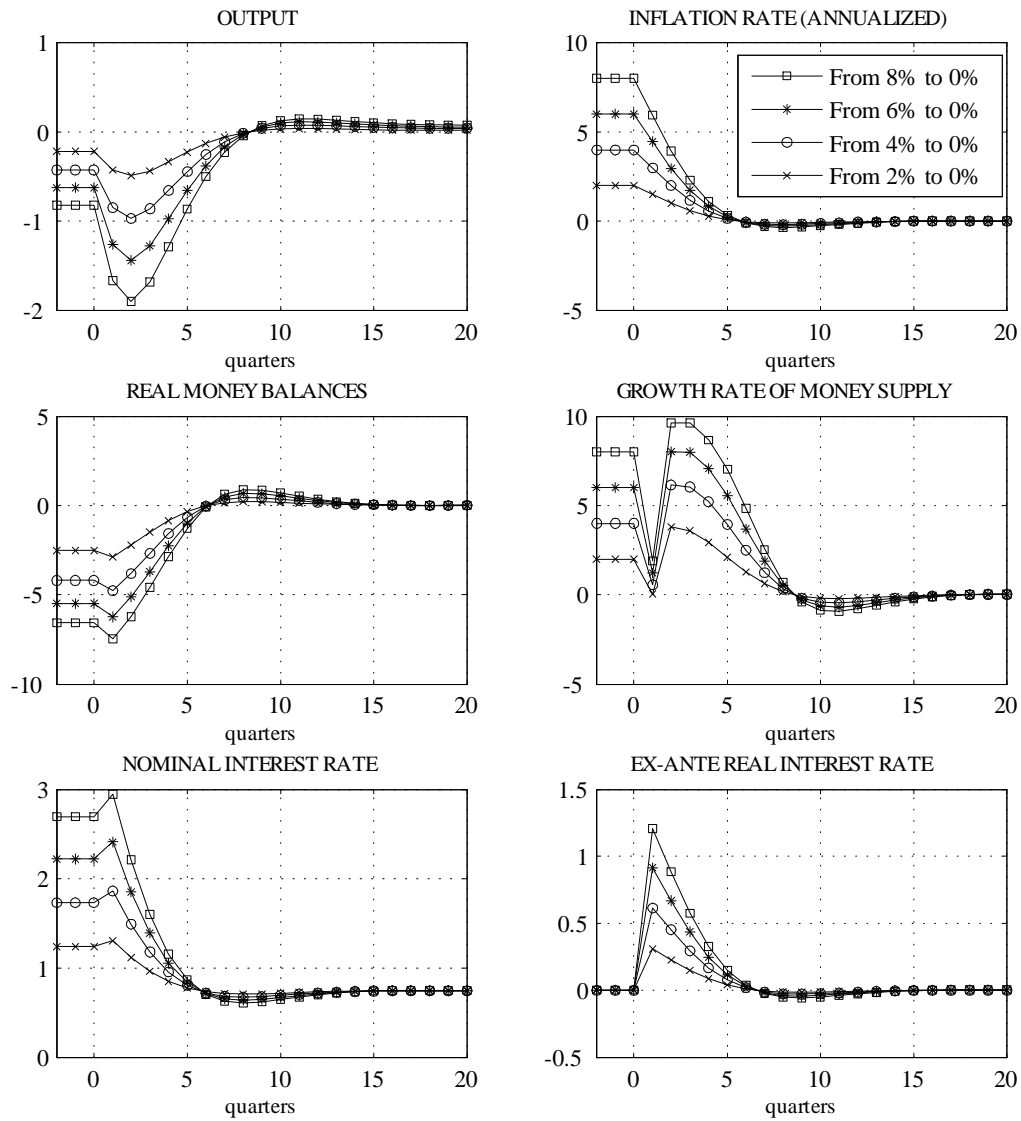 OUTPUT
1
0
-1
-2
0 5 10 15 20
quarters
INFLATION RATE (ANNUALIZED)
10
5
0
-5
0 5 10 15 20
quarters
From 8% to 0%
From 6% to 0%
From 4% to 0%
From 2% to 0%
REAL MONEY BALANCES
5
0
-5
-10
0 5 10 15 20
quarters
GROWTH RATE OF MONEY SUPPLY
10
5
0
-5
0 5 10 15 20
quarters
NOMINAL INTEREST RATE
3
2
1
0
0 5 10 15 20
quarters
EX-ANTE REAL INTEREST RATE
1.5
1
0.5
0
-0.5
0 5 10 15 20
quarters